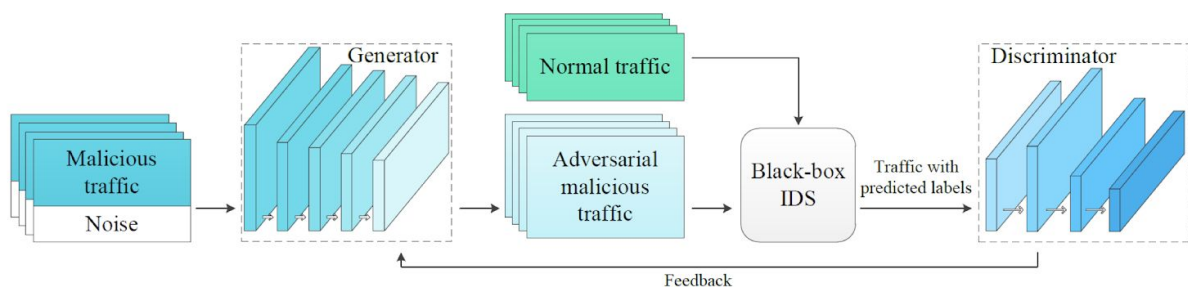 Malicious
traffic
Noise
Generator
Normal traffic
Adversarial
malicious
traffic
Black-box
IDS
Traffic with
predicted labels
Discriminator
Feedback